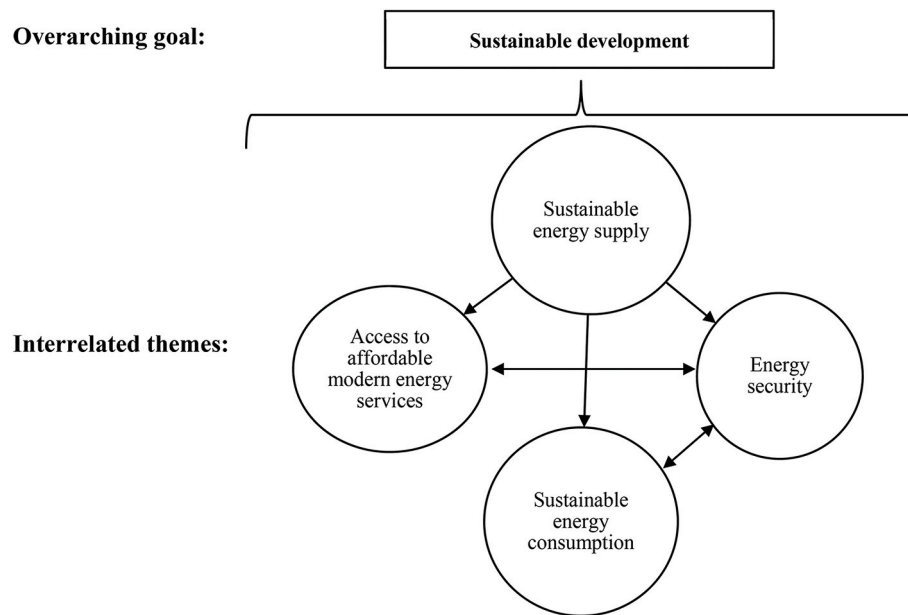 Overarching goal:
Sustainable development
Sustainable
energy supply
Interrelated themes:
Access to
affordable
modern energy
services
Energy
security
Sustainable
energy
consumption